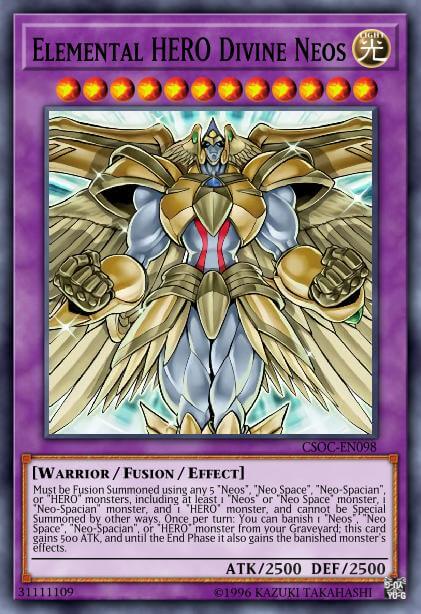 ELEMENTAL HERO DIVINE NEOS
LIGHT
光
CSOC-EN098
[WARRIOR / FUSION / EFFECT]
Must be Fusion Summoned using any 5 "Neos", "Neo Space", "Neo-Spacian",
or "HERO" monsters, including at least 1 "Neos" or "Neo Space" monster, 1
"Neo-Spacian" monster, and 1 "HERO" monster, and cannot be Special
Summoned by other ways. Once per turn: You can banish 1 "Neos", "Neo
Space", "Neo-Spacian", or "HERO" monster from your Graveyard; this card
gains 500 ATK, and until the End Phase it also gains the banished monster's
effects.
ATK/2500 DEF/2500
31111109
©1996 KAZUKI TAKAHASHI